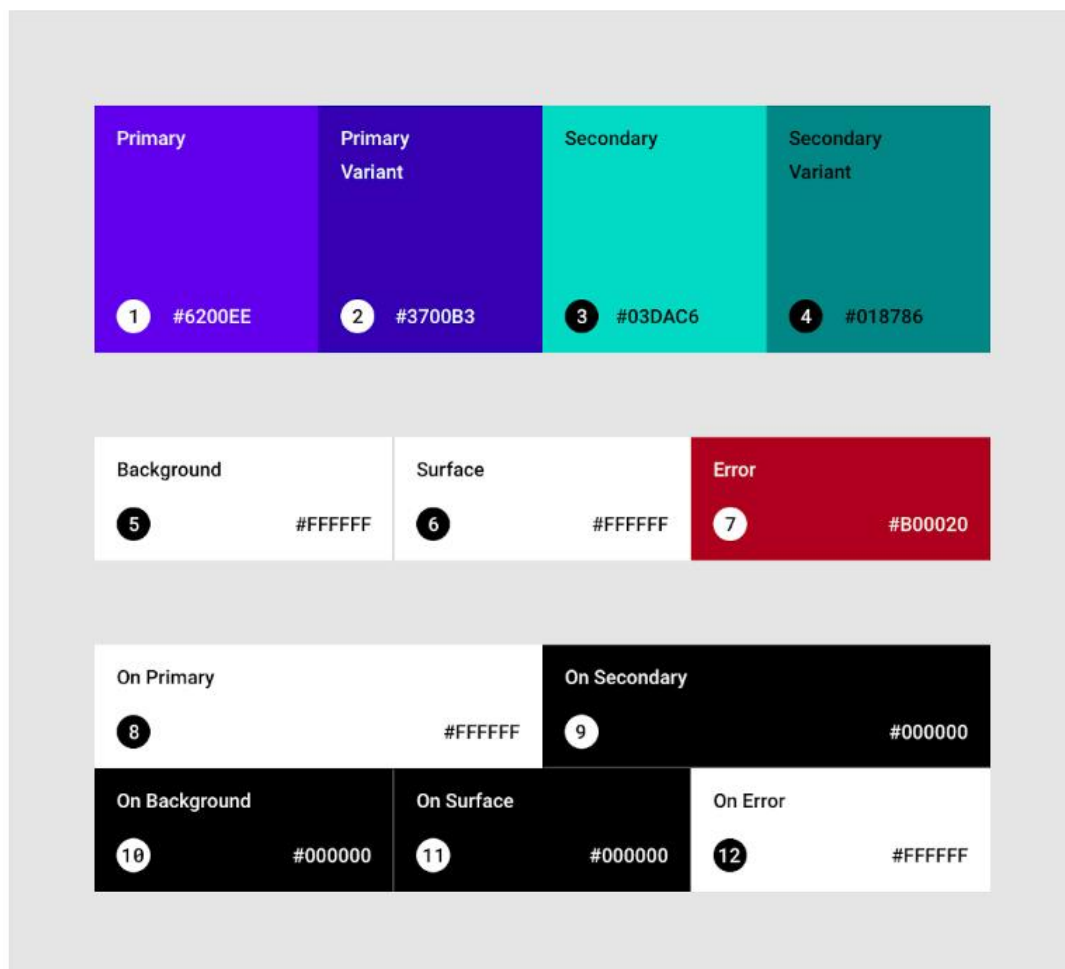 Primary
1 #6200EE
Primary
Variant
2 #3700B3
Secondary
3 #03DAC6
Secondary
Variant
4 #018786
Background
5 #FFFFFF
Surface
6 #FFFFFF
Error
7 #B00020
On Primary
8 #FFFFFF
On Secondary
9 #000000
On Background
10 #000000
On Surface
11 #000000
On Error
12 #FFFFFF